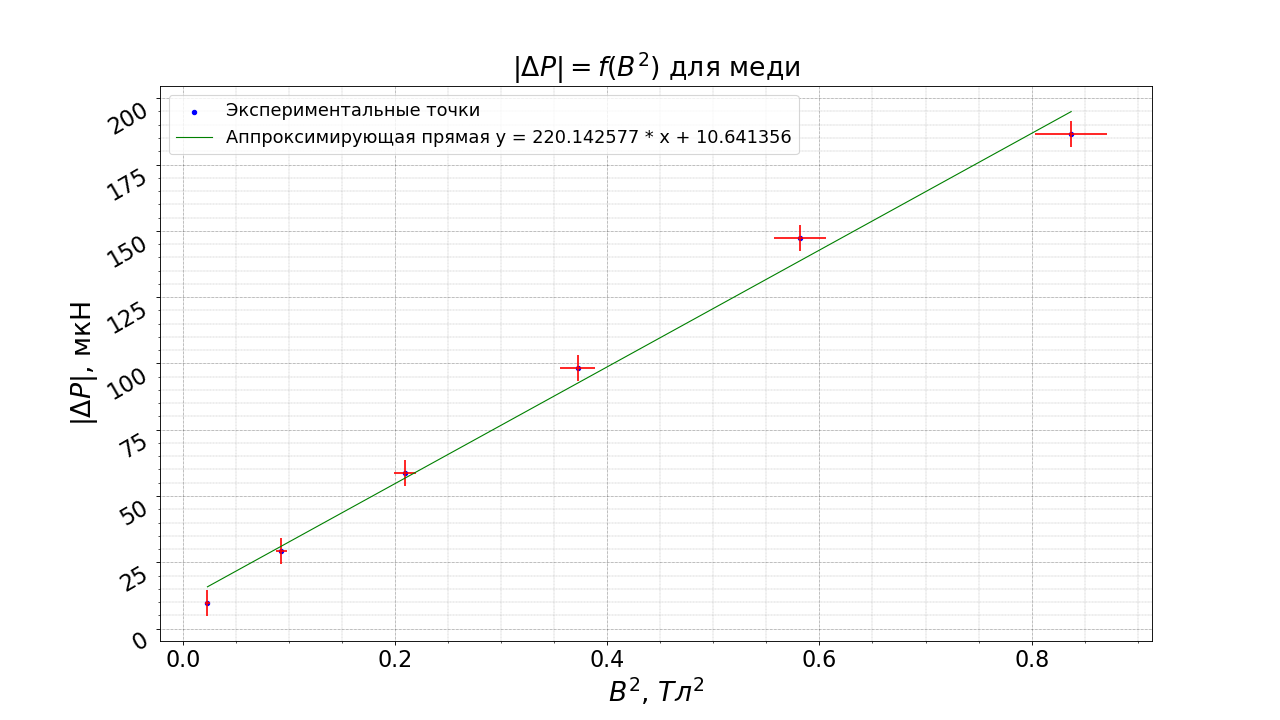 |ΔP| = f(B²) для меди
Экспериментальные точки
Аппроксимирующая прямая y = 220.142577 * x + 10.641356
200
175
150
125
100
75
50
25
0
|ΔP|, мкН
0.0 0.2 0.4 0.6 0.8
B², Тл²